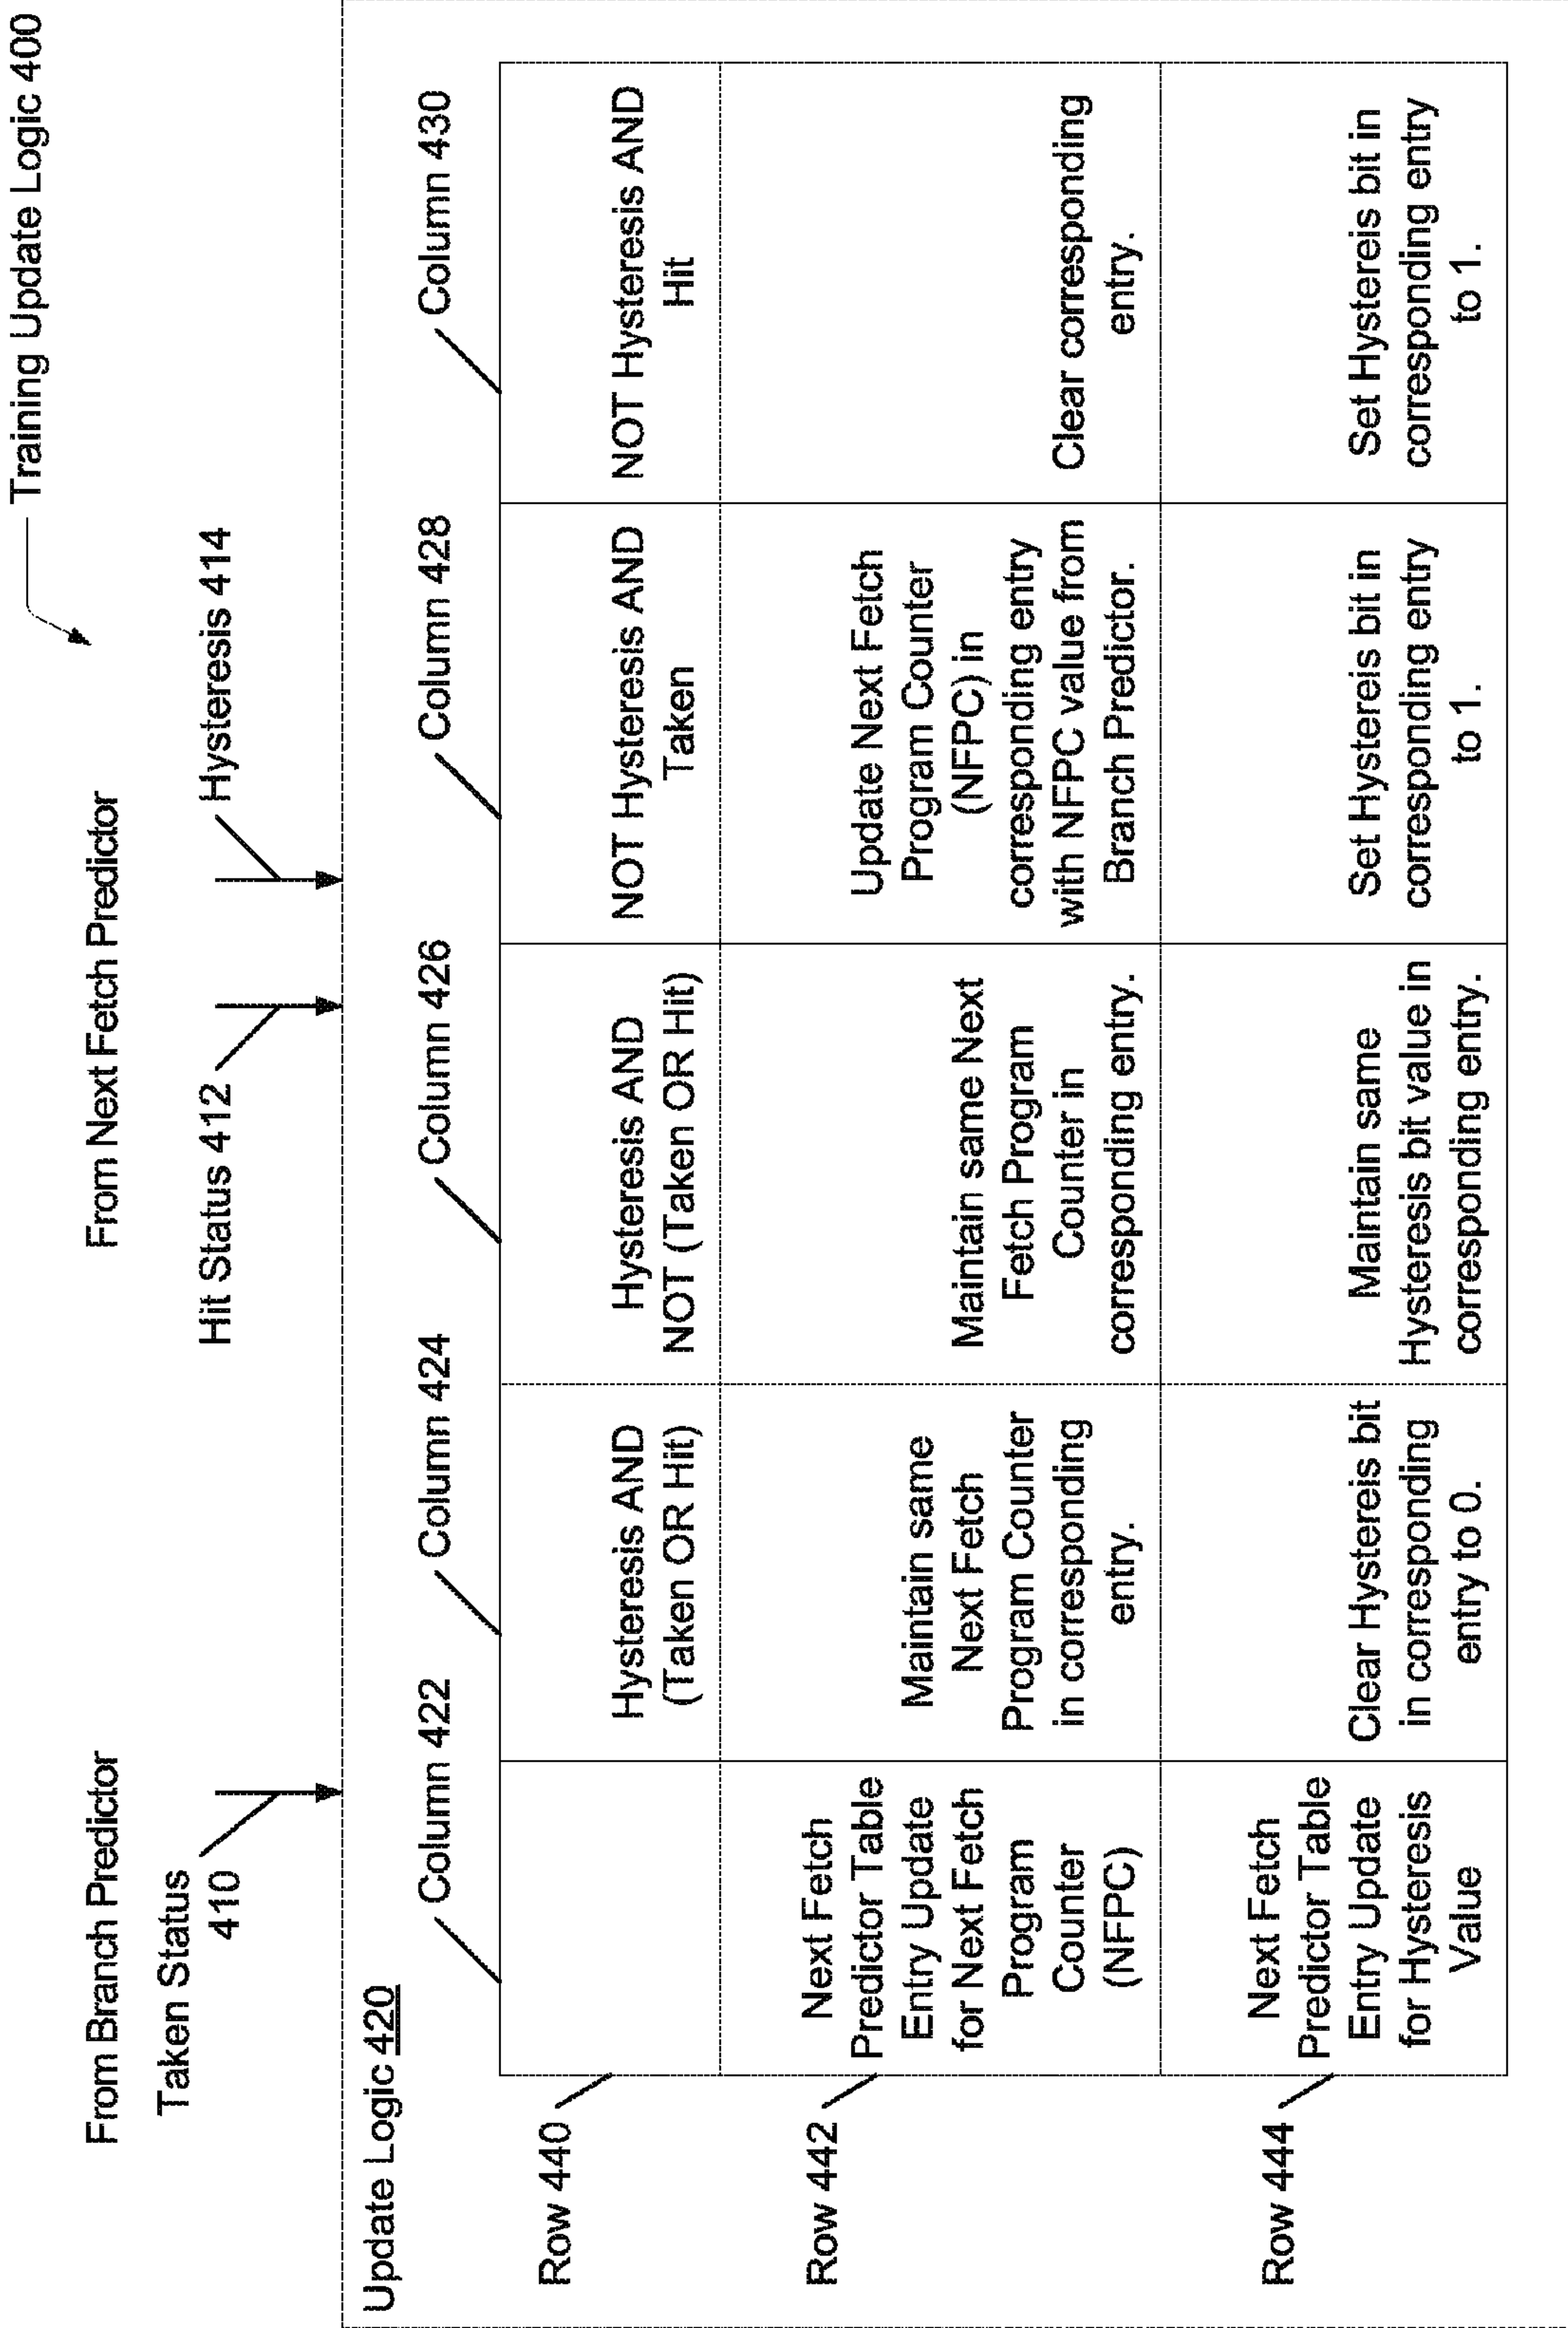 Training Update Logic 400
From Branch Predictor
From Next Fetch Predictor
Taken Status
410
Hit Status 412
Hysteresis 414
Update Logic 420
Column 422
Column 424
Column 426
Column 428
Column 430
Row 440
Hysteresis AND
(Taken OR Hit)
Hysteresis AND
NOT (Taken OR Hit)
NOT Hysteresis AND
Taken
NOT Hysteresis AND
Hit
Row 442
Next Fetch
Predictor Table
Entry Update
for Next Fetch
Program
Counter
(NFPC)
Maintain same
Next Fetch
Program Counter
in corresponding
entry.
Maintain same Next
Fetch Program
Counter in
corresponding entry.
Update Next Fetch
Program Counter
(NFPC) in
corresponding entry
with NFPC value from
Branch Predictor.
Clear corresponding
entry.
Row 444
Next Fetch
Predictor Table
Entry Update
for Hysteresis
Value
Clear Hystereis bit
in corresponding
entry to 0.
Maintain same
Hysteresis bit value in
corresponding entry.
Set Hystereis bit in
corresponding entry
to 1.
Set Hystereis bit in
corresponding entry
to 1.